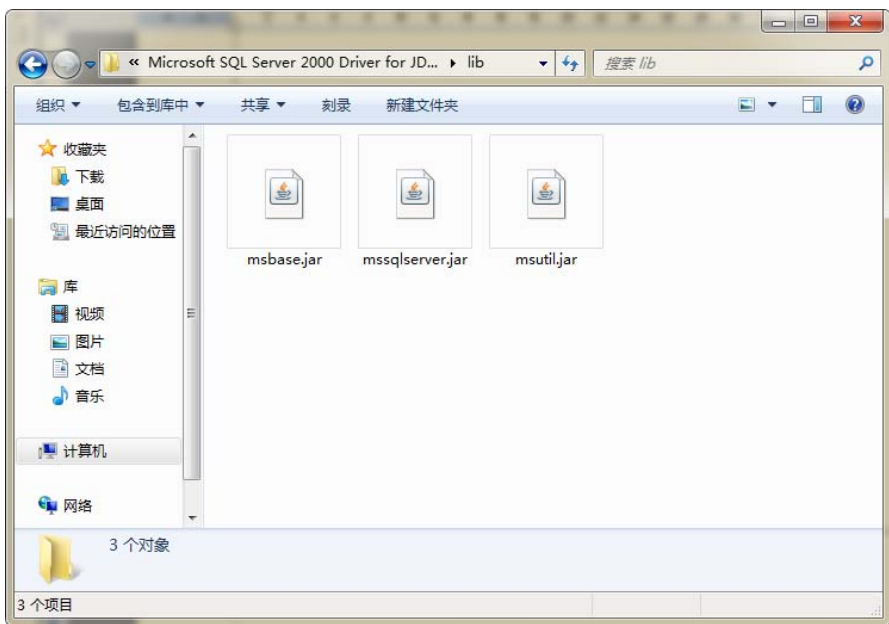 « Microsoft SQL Server 2000 Driver for JD... ▸ lib
搜索 lib
组织 包含到库中 共享 刻录 新建文件夹
收藏夹
下载
桌面
最近访问的位置
库
视频
图片
文档
音乐
计算机
网络
msbase.jar mssqlserver.jar msutil.jar
3 个对象
3 个项目